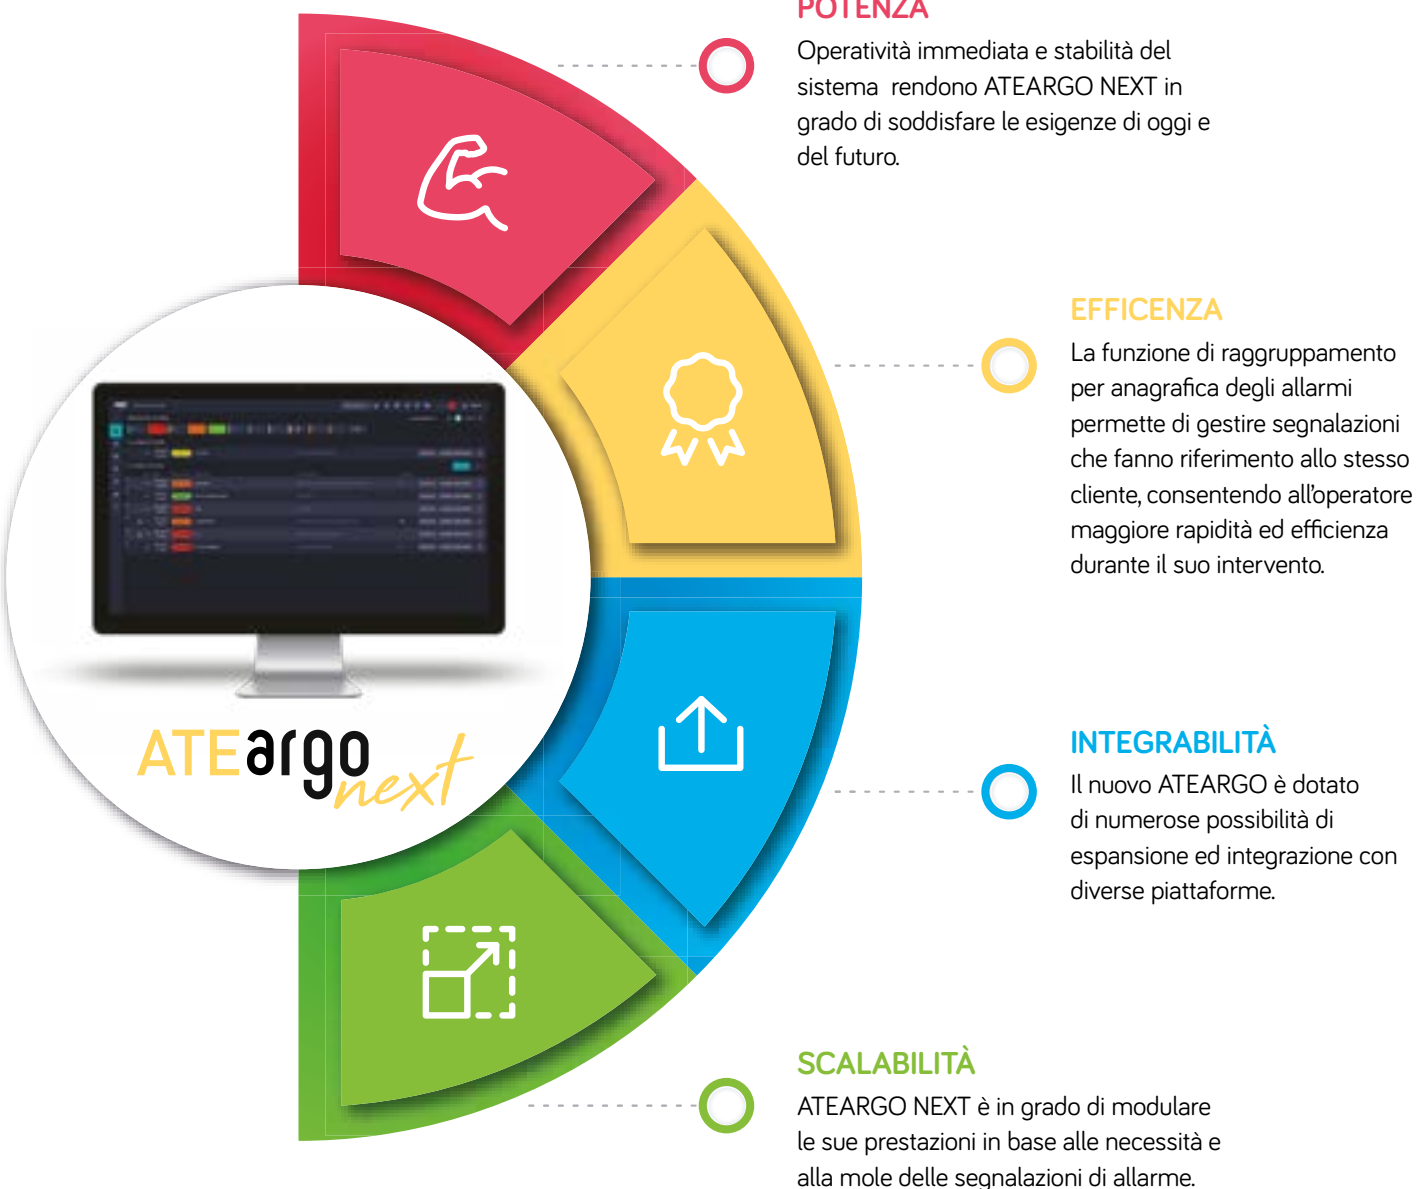 POTENZA
Operatività immediata e stabilità del
sistema rendono ATEARGO NEXT in
grado di soddisfare le esigenze di oggi e
del futuro.
EFFICENZA
La funzione di raggruppamento
per anagrafica degli allarmi
permette di gestire segnalazioni
che fanno riferimento allo stesso
cliente, consentendo all'operatore
maggiore rapidità ed efficienza
durante il suo intervento.
ATEargo
next
INTEGRABILITÀ
Il nuovo ATEARGO è dotato
di numerose possibilità di
espansione ed integrazione con
diverse piattaforme.
SCALABILITÀ
ATEARGO NEXT è in grado di modulare
le sue prestazioni in base alle necessità e
alla mole delle segnalazioni di allarme.